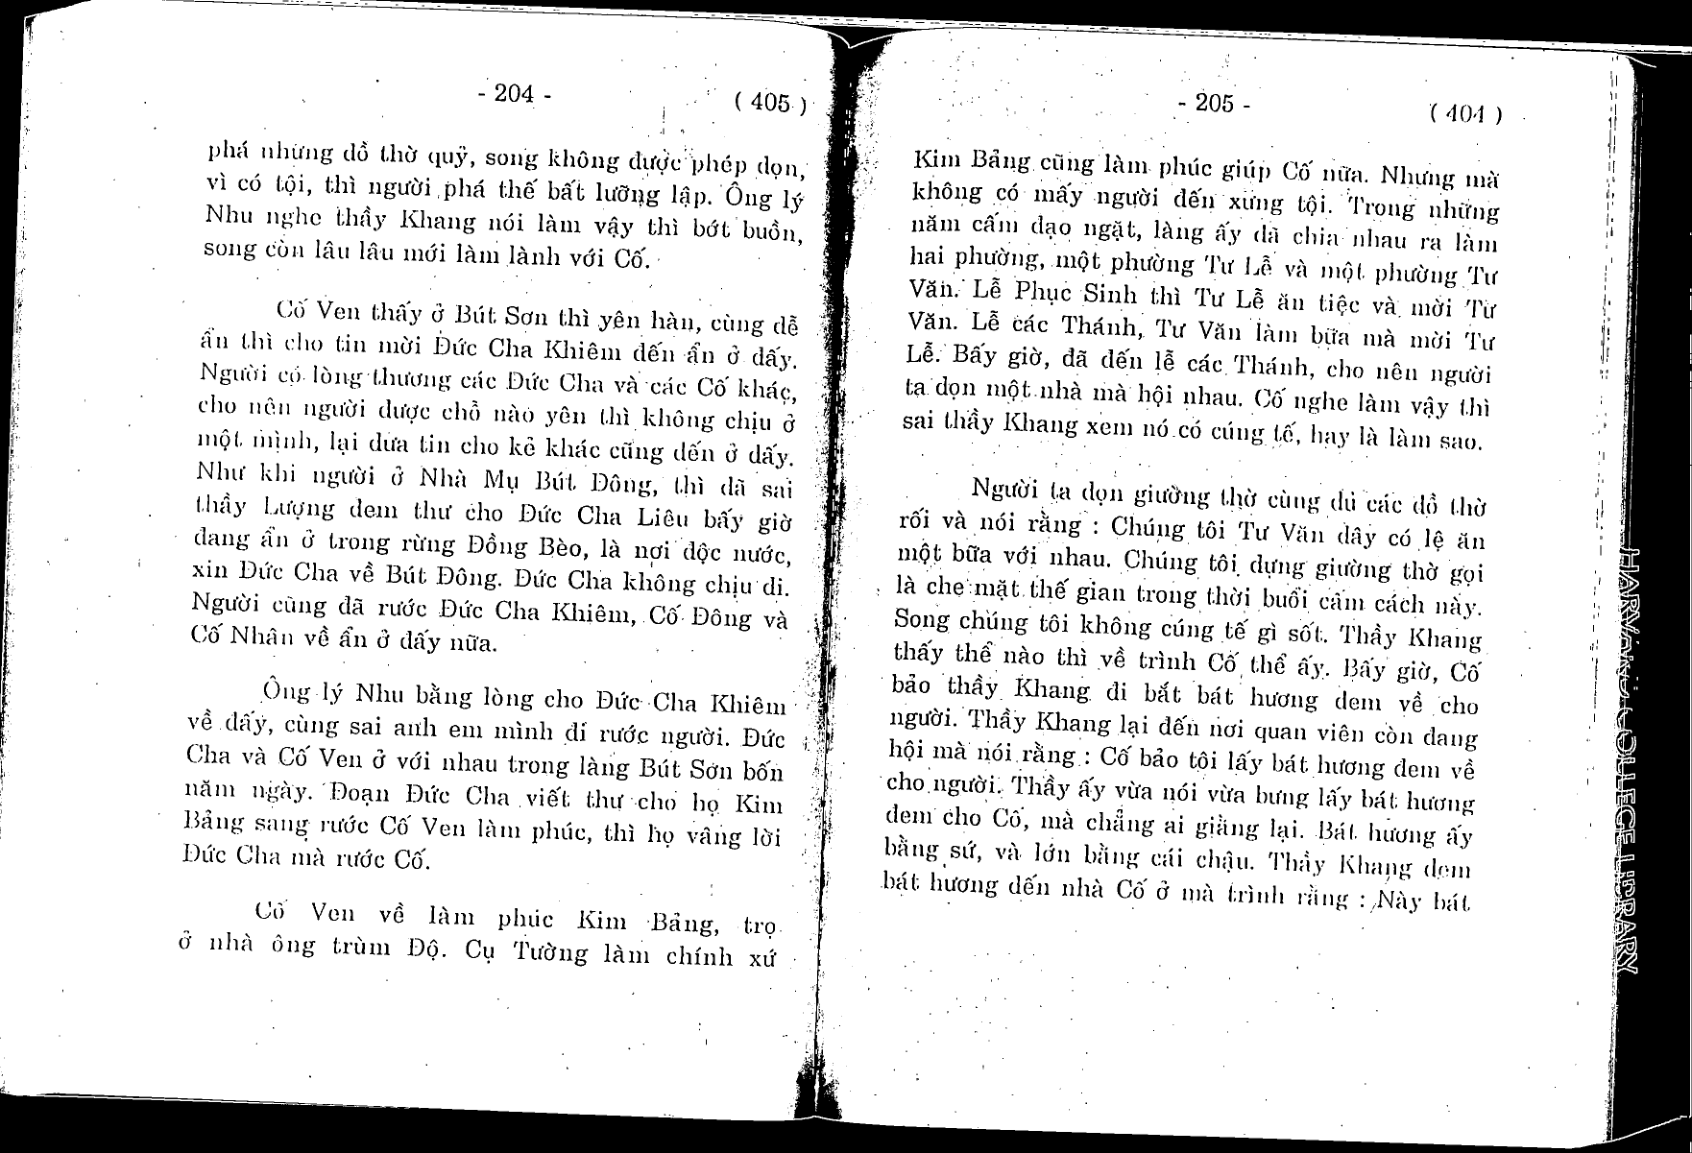 - 204 -
( 405 )
phá những đồ thờ quỷ, song không được phép dọn,
vì có tội, thì người phá thế bất lưỡng lập. Ông lý
Nhu nghe thầy Khang nói làm vậy thì bớt buồn,
song còn lâu lâu mới làm lành với Cố.
Cố Ven thấy ở Bút Sơn thì yên hàn, cùng dễ
ẩn thì cho tin mời Đức Cha Khiêm đến ẩn ở đấy.
Người có lòng thương các Đức Cha và các Cố khác,
cho nên người được chỗ nào yên thì không chịu ở
một mình, lại đưa tin cho kẻ khác cũng đến ở đấy.
Như khi người ở Nhà Mụ Bút Đông, thì đã sai
thầy Lượng đem thư cho Đức Cha Liêu bấy giờ
đang ẩn ở trong rừng Đồng Bèo, là nơi độc nước,
xin Đức Cha về Bút Đông. Đức Cha không chịu đi.
Người cũng đã rước Đức Cha Khiêm, Cố Đông và
Cố Nhân về ẩn ở đấy nữa.
Ông lý Nhu bằng lòng cho Đức Cha Khiêm
về đấy, cùng sai anh em mình đi rước người. Đức
Cha và Cố Ven ở với nhau trong làng Bút Sơn bốn
năm ngày. Đoạn Đức Cha viết thư cho họ Kim
Bảng sang rước Cố Ven làm phúc, thì họ vâng lời
Đức Cha mà rước Cố.
Cố Ven về làm phúc Kim Bảng, trọ
ở nhà ông trùm Độ. Cụ Tường làm chính xứ
- 205 -
( 404 )
Kim Bảng cũng làm phúc giúp Cố nữa. Nhưng mà
không có mấy người đến xưng tội. Trong những
năm cấm đạo ngặt, làng ấy đã chia nhau ra làm
hai phường, một phường Tư Lễ và một phường Tư
Văn. Lễ Phục Sinh thì Tư Lễ ăn tiệc và mời Tư
Văn. Lễ các Thánh, Tư Văn làm bữa mà mời Tư
Lễ. Bấy giờ, đã đến lễ các Thánh, cho nên người
ta dọn một nhà mà hội nhau. Cố nghe làm vậy thì
sai thầy Khang xem nó có cúng tế, hay là làm sao.
Người ta dọn giường thờ cùng đủ các đồ thờ
rối và nói rằng : Chúng tôi Tư Văn đây có lệ ăn
một bữa với nhau. Chúng tôi dựng giường thờ gọi
là che mặt thế gian trong thời buổi cấm cách này.
Song chúng tôi không cúng tế gì sốt. Thầy Khang
thấy thể nào thì về trình Cố thể ấy. Bấy giờ, Cố
bảo thầy Khang đi bắt bát hương đem về cho
người. Thầy Khang lại đến nơi quan viên còn đang
hội mà nói rằng : Cố bảo tôi lấy bát hương đem về
cho người. Thầy ấy vừa nói vừa bưng lấy bát hương
đem cho Cố, mà chẳng ai giằng lại. Bát hương ấy
bằng sứ, và lớn bằng cái chậu. Thầy Khang đem
bát hương đến nhà Cố ở mà trình rằng : Này bát
HARVARD COLLEGE LIBRARY